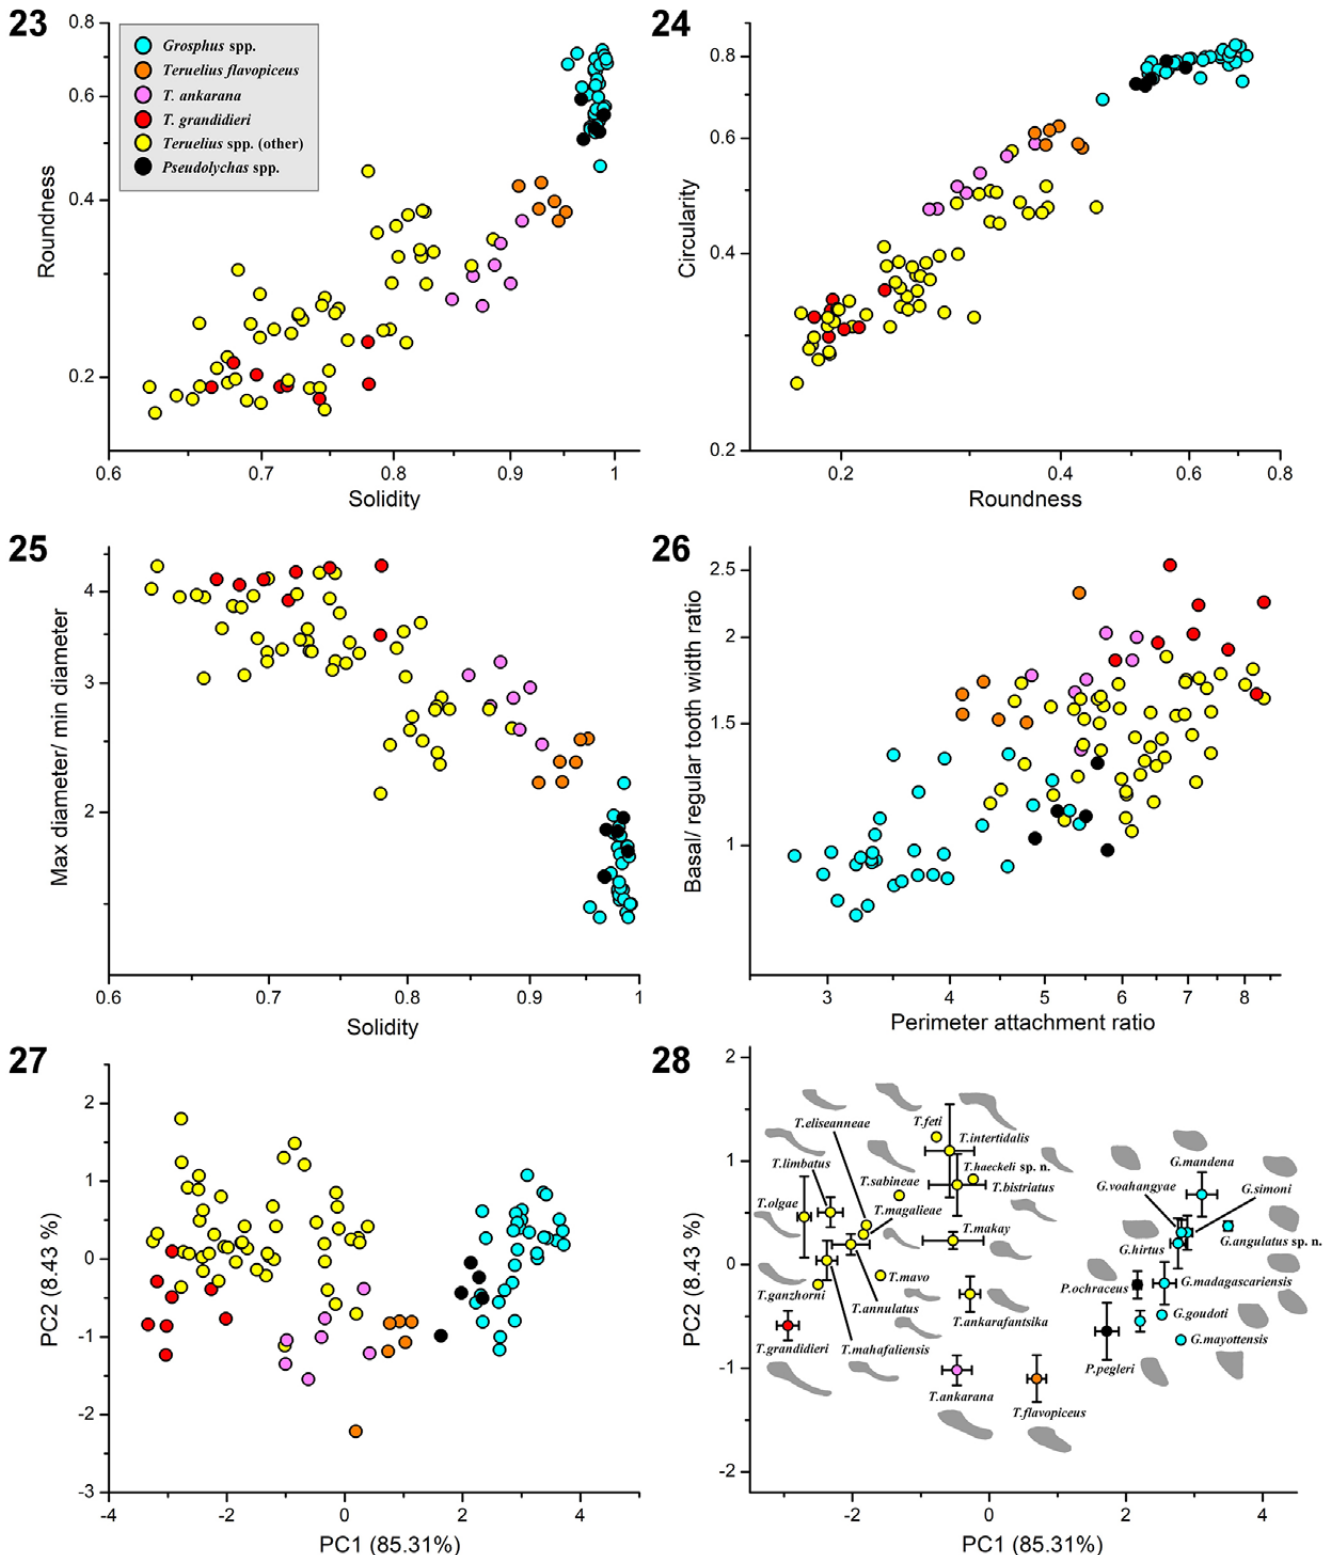 23
0.8
0.6
0.4
0.2
Roundness
Grosphus spp.
Teruelius flavopiceus
T. ankarana
T. grandidieri
Teruelius spp. (other)
Pseudolychas spp.
0.6 0.7 0.8 0.9 1
Solidity
24
0.8
0.6
0.4
0.2
Circularity
0.2 0.4 0.6 0.8
Roundness
25
4
3
2
Max diameter/ min diameter
0.6 0.7 0.8 0.9 1
Solidity
26
2.5
2
1.5
1
Basal/ regular tooth width ratio
3 4 5 6 7 8
Perimeter attachment ratio
27
2
1
0
-1
-2
-3
PC2 (8.43 %)
-4 -2 0 2 4
PC1 (85.31%)
28
2
1
0
-1
-2
PC2 (8.43 %)
T.eliseanneae
T.feti
T.intertidalis
T.limbatus
T.haeckeli sp. n.
T.sabineae
T.bistriatus
T.olgae
T.magalieae
T.makay
T.mavo
T.ganzhorni
T.annulatus
T.ankarafantsika
T.grandidieri
T.mahafaliensis
T.ankarana
T.flavopiceus
G.mandena
G.voahangyae
G.simoni
G.angulatus sp. n.
G.hirtus
P.ochraceus
G.madagascariensis
G.goudoti
G.mayottensis
P.pegleri
-2 0 2 4
PC1 (85.31%)